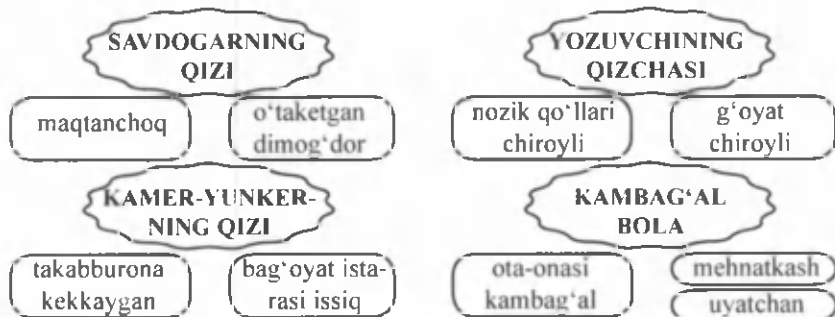 SAVDOGARNING
QIZI
maqtanchoq
o‘taketgan
dimog‘dor
YOZUVCHINING
QIZCHASI
nozik qo‘llari
chiroyli
g‘oyat
chiroyli
KAMER-YUNKER-
NING QIZI
takabburona
kekkaygan
bag‘oyat ista-
rasi issiq
KAMBAG‘AL
BOLA
ota-onasi
kambag‘al
mehnatkash
uyatchan